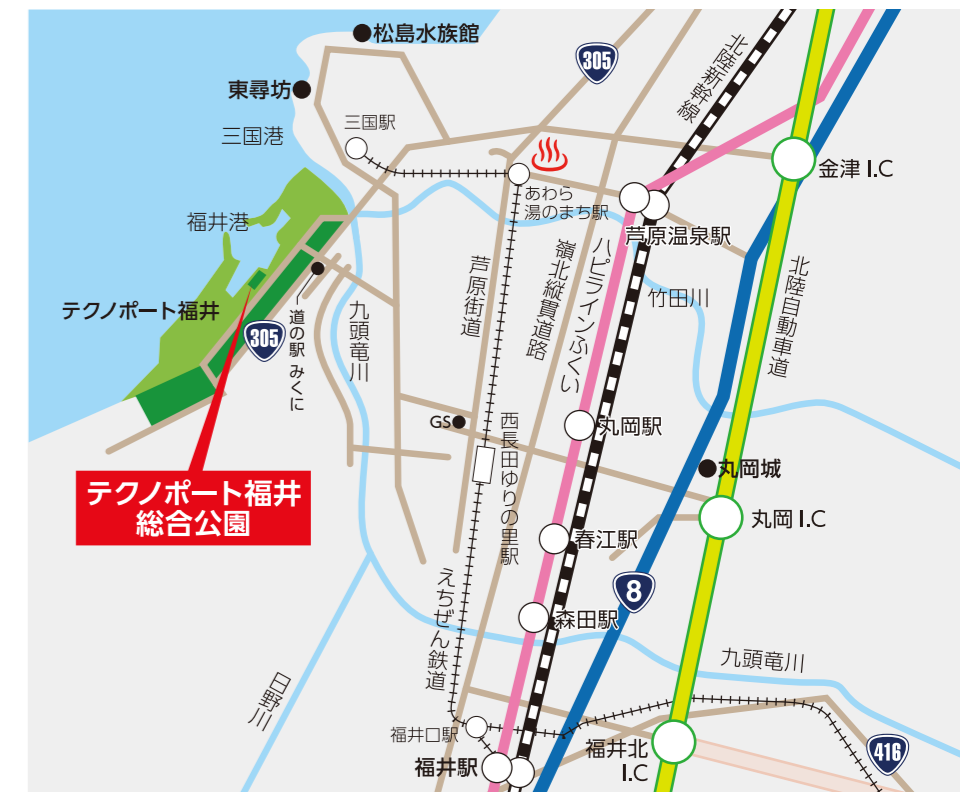 松島水族館
東尋坊
305
北陸新幹線
三国港
三国駅
金津 I.C
あわら
湯のまち駅
芦原温泉駅
福井港
テクノポート福井
305
道の駅 みくに
九頭竜川
芦原街道
嶺北縦貫道路
ハピラインふくい
竹田川
北陸自動車道
GS
西長田ゆりの里駅
丸岡駅
丸岡城
テクノポート福井
総合公園
丸岡 I.C
春江駅
えちぜん鉄道
8
森田駅
九頭竜川
日野川
福井口駅
福井駅
福井北
I.C
416